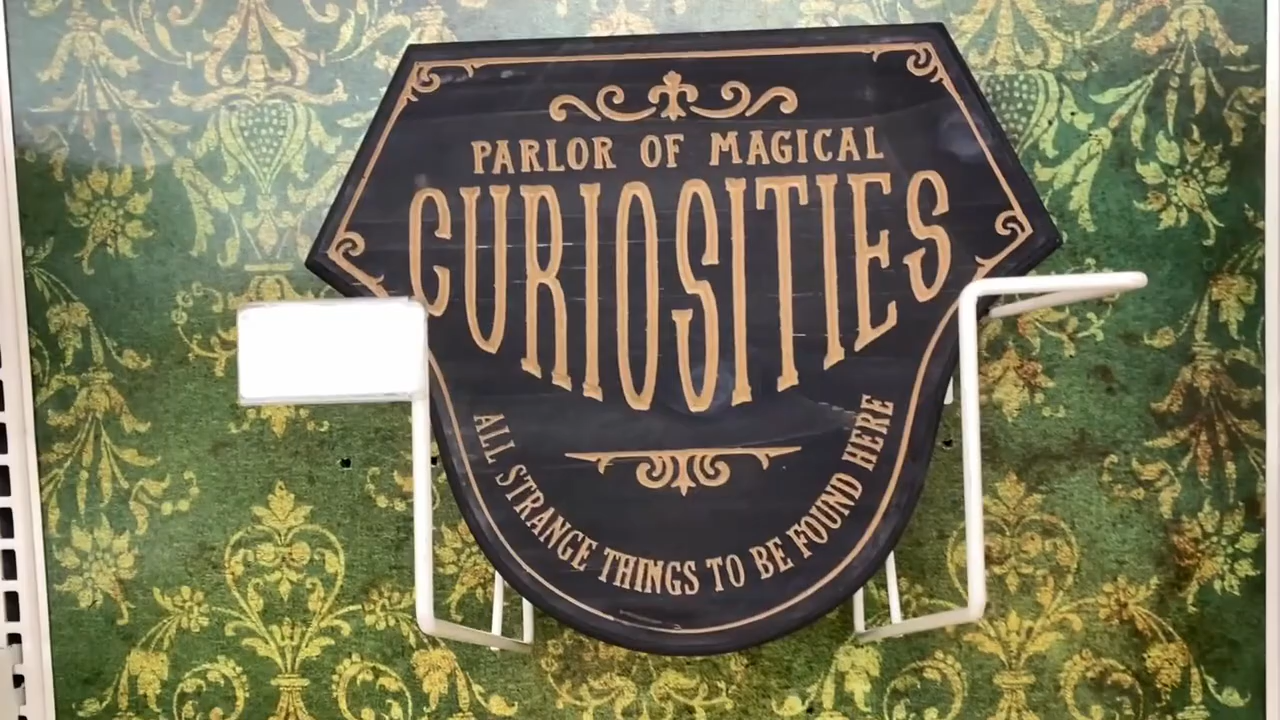 PARLOR OF MAGICAL
CURIOSITIES
ALL STRANGE THINGS TO BE FOUND HERE